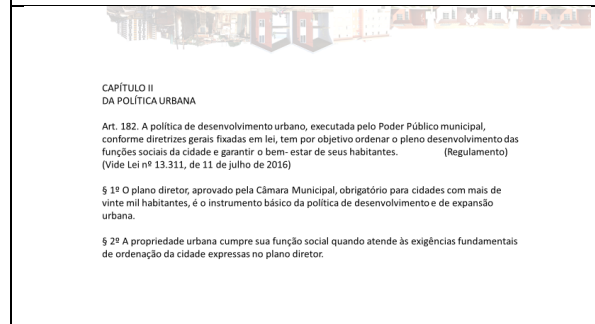 CAPÍTULO II
DA POLÍTICA URBANA
Art. 182. A política de desenvolvimento urbano, executada pelo Poder Público municipal,
conforme diretrizes gerais fixadas em lei, tem por objetivo ordenar o pleno desenvolvimento das
funções sociais da cidade e garantir o bem- estar de seus habitantes. (Regulamento)
(Vide Lei nº 13.311, de 11 de julho de 2016)
§ 1º O plano diretor, aprovado pela Câmara Municipal, obrigatório para cidades com mais de
vinte mil habitantes, é o instrumento básico da política de desenvolvimento e de expansão
urbana.
§ 2º A propriedade urbana cumpre sua função social quando atende às exigências fundamentais
de ordenação da cidade expressas no plano diretor.